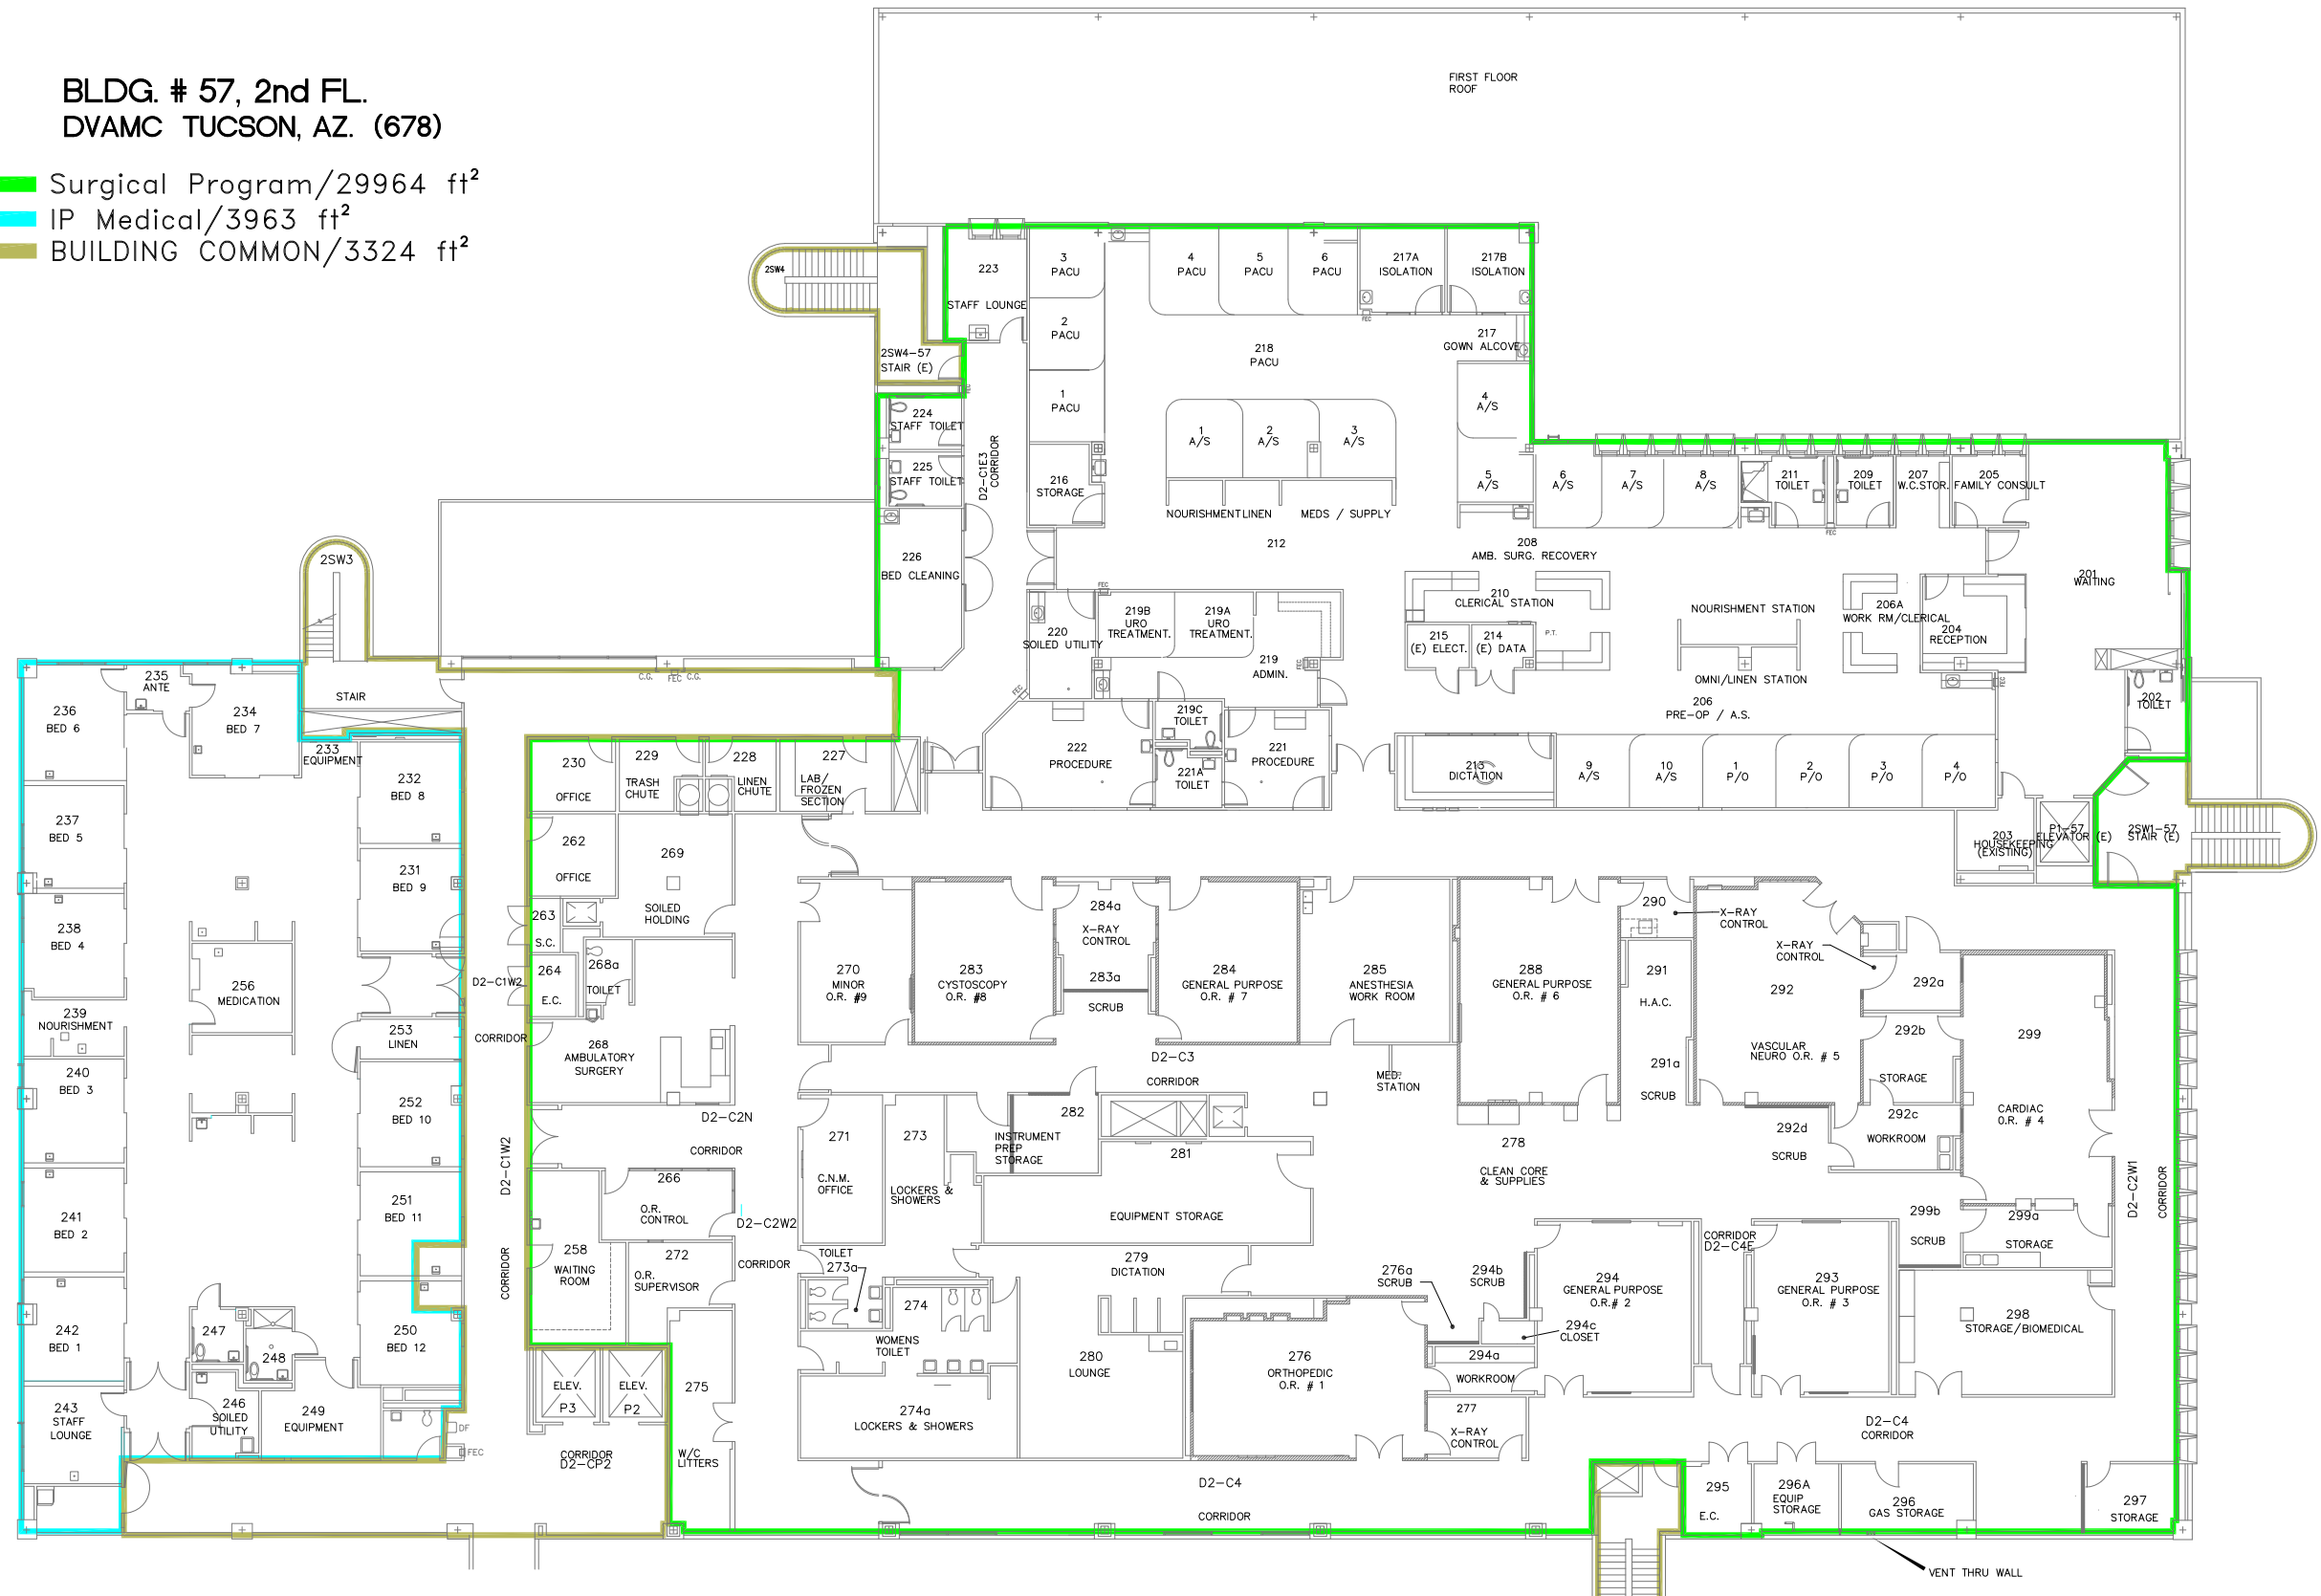 BLDG. # 57, 2nd FL.
DVAMC TUCSON, AZ. (678)
Surgical Program/29964 ft²
IP Medical/3963 ft²
BUILDING COMMON/3324 ft²
FIRST FLOOR
ROOF
2SW4
2SW4-57
STAIR (E)
223
STAFF LOUNGE
3
PACU
2
PACU
1
PACU
4
PACU
5
PACU
6
PACU
217A
ISOLATION
217B
ISOLATION
FEC
217
GOWN ALCOVE
218
PACU
4
A/S
5
A/S
1
A/S
2
A/S
3
A/S
FEC
224
STAFF TOILET
225
STAFF TOILET
D2-C1E3
CORRIDOR
216
STORAGE
NOURISHMENT
LINEN
MEDS / SUPPLY
6
A/S
7
A/S
8
A/S
211
TOILET
209
TOILET
207
W.C.STOR.
205
FAMILY CONSULT
FEC
226
BED CLEANING
212
208
AMB. SURG. RECOVERY
201
WAITING
FEC
219B
URO
TREATMENT.
219A
URO
TREATMENT.
220
SOILED UTILITY
219
ADMIN.
FEC
FEC
210
CLERICAL STATION
215
(E) ELECT.
214
(E) DATA
P.T.
NOURISHMENT STATION
206A
WORK RM/CLERICAL
204
RECEPTION
OMNI/LINEN STATION
FEC
206
PRE-OP / A.S.
202
TOILET
2SW3
STAIR
C.G.
FEC
C.G.
219C
TOILET
222
PROCEDURE
221A
TOILET
221
PROCEDURE
213
DICTATION
9
A/S
10
A/S
1
P/O
2
P/O
3
P/O
4
P/O
203
HOUSEKEEPING
(EXISTING)
P1-57
ELEVATOR (E)
2SW1-57
STAIR (E)
235
ANTE
236
BED 6
234
BED 7
233
EQUIPMENT
232
BED 8
237
BED 5
231
BED 9
238
BED 4
256
MEDICATION
239
NOURISHMENT
253
LINEN
240
BED 3
252
BED 10
241
BED 2
251
BED 11
242
BED 1
250
BED 12
247
248
243
STAFF
LOUNGE
246
SOILED
UTILITY
249
EQUIPMENT
DF
FEC
D2-C1W2
CORRIDOR
D2-C1W2
CORRIDOR
230
OFFICE
229
TRASH
CHUTE
228
LINEN
CHUTE
227
LAB/
FROZEN
SECTION
262
OFFICE
269
SOILED
HOLDING
263
S.C.
264
E.C.
268a
TOILET
268
AMBULATORY
SURGERY
D2-C2N
CORRIDOR
266
O.R.
CONTROL
258
WAITING
ROOM
272
O.R.
SUPERVISOR
D2-C2W2
CORRIDOR
ELEV.
P3
ELEV.
P2
CORRIDOR
D2-CP2
275
W/C
LITTERS
270
MINOR
O.R. #9
283
CYSTOSCOPY
O.R. #8
284a
X-RAY
CONTROL
283a
SCRUB
284
GENERAL PURPOSE
O.R. # 7
285
ANESTHESIA
WORK ROOM
288
GENERAL PURPOSE
O.R. # 6
290
X-RAY
CONTROL
291
H.A.C.
291a
SCRUB
X-RAY
CONTROL
292
VASCULAR
NEURO O.R. # 5
292a
292b
STORAGE
292c
WORKROOM
292d
SCRUB
299
CARDIAC
O.R. # 4
D2-C3
CORRIDOR
MED.
STATION
271
C.N.M.
OFFICE
273
LOCKERS &
SHOWERS
282
INSTRUMENT
PREP
STORAGE
281
EQUIPMENT STORAGE
278
CLEAN CORE
& SUPPLIES
D2-C2W1
CORRIDOR
TOILET
273a
279
DICTATION
276a
SCRUB
294b
SCRUB
CORRIDOR
D2-C4E
299b
SCRUB
299a
STORAGE
274
WOMENS
TOILET
280
LOUNGE
276
ORTHOPEDIC
O.R. # 1
294c
CLOSET
294a
WORKROOM
294
GENERAL PURPOSE
O.R.# 2
293
GENERAL PURPOSE
O.R. # 3
298
STORAGE/BIOMEDICAL
274a
LOCKERS & SHOWERS
277
X-RAY
CONTROL
D2-C4
CORRIDOR
D2-C4
CORRIDOR
295
E.C.
296A
EQUIP
STORAGE
296
GAS STORAGE
297
STORAGE
VENT THRU WALL